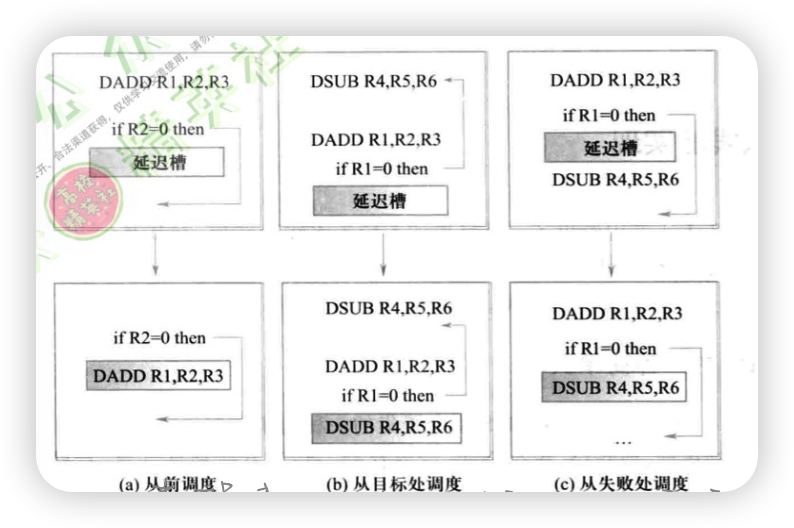 DADD R1,R2,R3
if R2=0 then
延迟槽
DSUB R4,R5,R6
DADD R1,R2,R3
if R1=0 then
延迟槽
DADD R1,R2,R3
if R1=0 then
延迟槽
DSUB R4,R5,R6
if R2=0 then
DADD R1,R2,R3
DSUB R4,R5,R6
DADD R1,R2,R3
if R1=0 then
DSUB R4,R5,R6
DADD R1,R2,R3
if R1=0 then
DSUB R4,R5,R6
...
(a) 从前调度
(b) 从目标处调度
(c) 从失败处调度